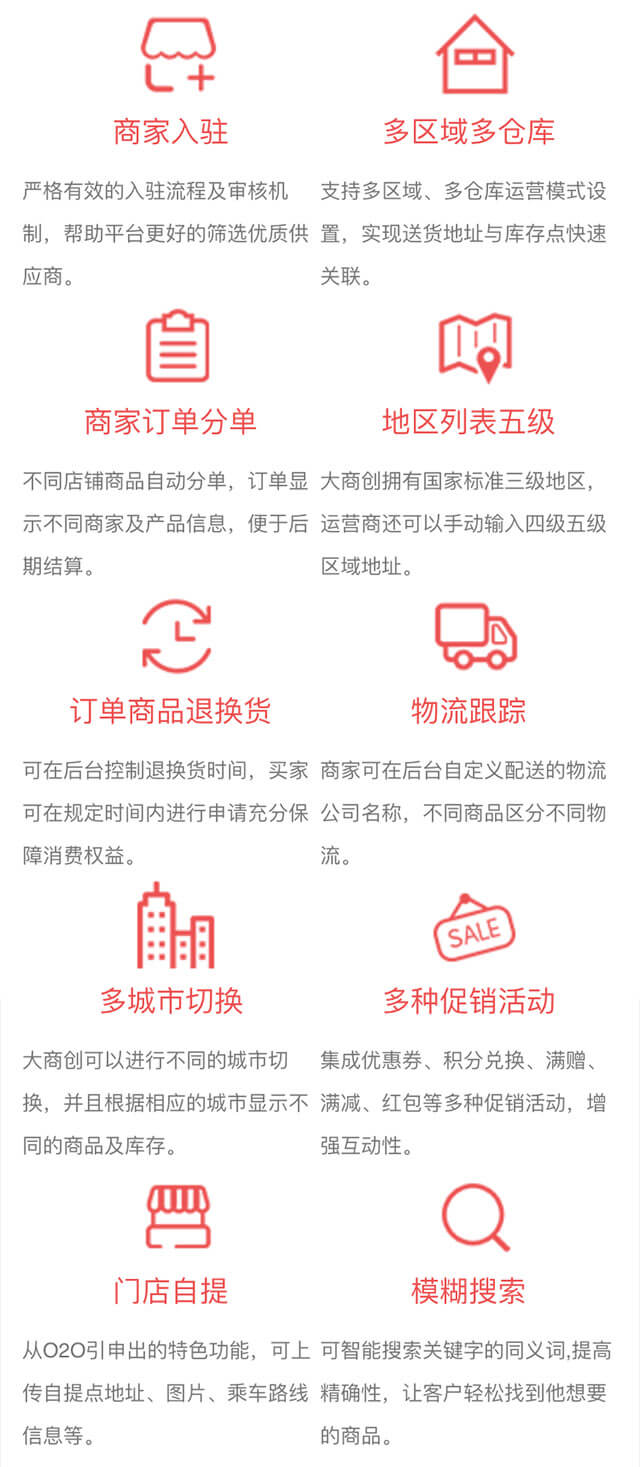 商家入驻
严格有效的入驻流程及审核机
制，帮助平台更好的筛选优质供
应商。
多区域多仓库
支持多区域、多仓库运营模式设
置，实现送货地址与库存点快速
关联。
商家订单分单
不同店铺商品自动分单，订单显
示不同商家及产品信息，便于后
期结算。
地区列表五级
大商创拥有国家标准三级地区，
运营商还可以手动输入四级五级
区域地址。
订单商品退换货
可在后台控制退换货时间，买家
可在规定时间内进行申请充分保
障消费权益。
物流跟踪
商家可在后台自定义配送的物流
公司名称，不同商品区分不同物
流。
多城市切换
大商创可以进行不同的城市切
换，并且根据相应的城市显示不
同的商品及库存。
SALE
多种促销活动
集成优惠券、积分兑换、满赠、
满减、红包等多种促销活动，增
强互动性。
门店自提
从O2O引申出的特色功能，可上
传自提点地址、图片、乘车路线
信息等。
模糊搜索
可智能搜索关键字的同义词,提高
精确性，让客户轻松找到他想要
的商品。